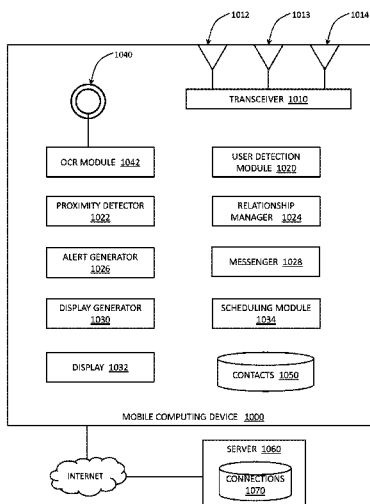 1012
1013
1014
1040
TRANSCEIVER 1010
OCR MODULE 1042
USER DETECTION
MODULE 1020
PROXIMITY DETECTOR
1022
RELATIONSHIP
MANAGER 1024
ALERT GENERATOR
1026
MESSENGER 1028
DISPLAY GENERATOR
1030
SCHEDULING MODULE
1034
DISPLAY 1032
CONTACTS 1050
MOBILE COMPUTING DEVICE 1000
INTERNET
SERVER 1060
CONNECTIONS
1070